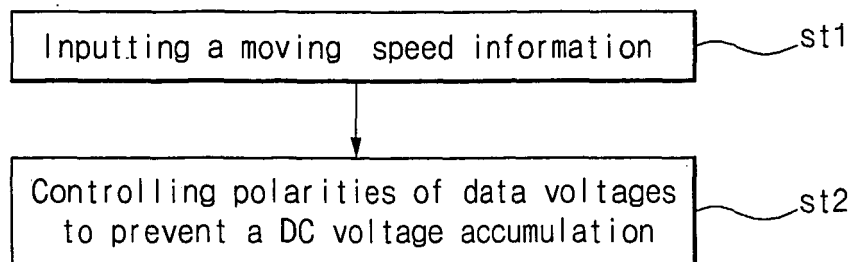 Inputting a moving speed information
st1
Controlling polarities of data voltages
to prevent a DC voltage accumulation
st2